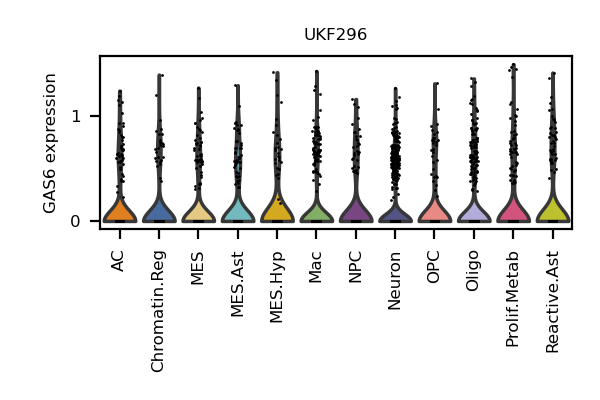 UKF296
GAS6 expression
1
0
AC
Chromatin.Reg
MES
MES.Ast
MES.Hyp
Mac
NPC
Neuron
OPC
Oligo
Prolif.Metab
Reactive.Ast